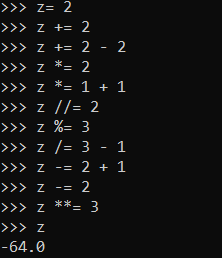 >>> z= 2
>>> z += 2
>>> z += 2 - 2
>>> z *= 2
>>> z *= 1 + 1
>>> z //= 2
>>> z %= 3
>>> z /= 3 - 1
>>> z -= 2 + 1
>>> z -= 2
>>> z **= 3
>>> z
-64.0